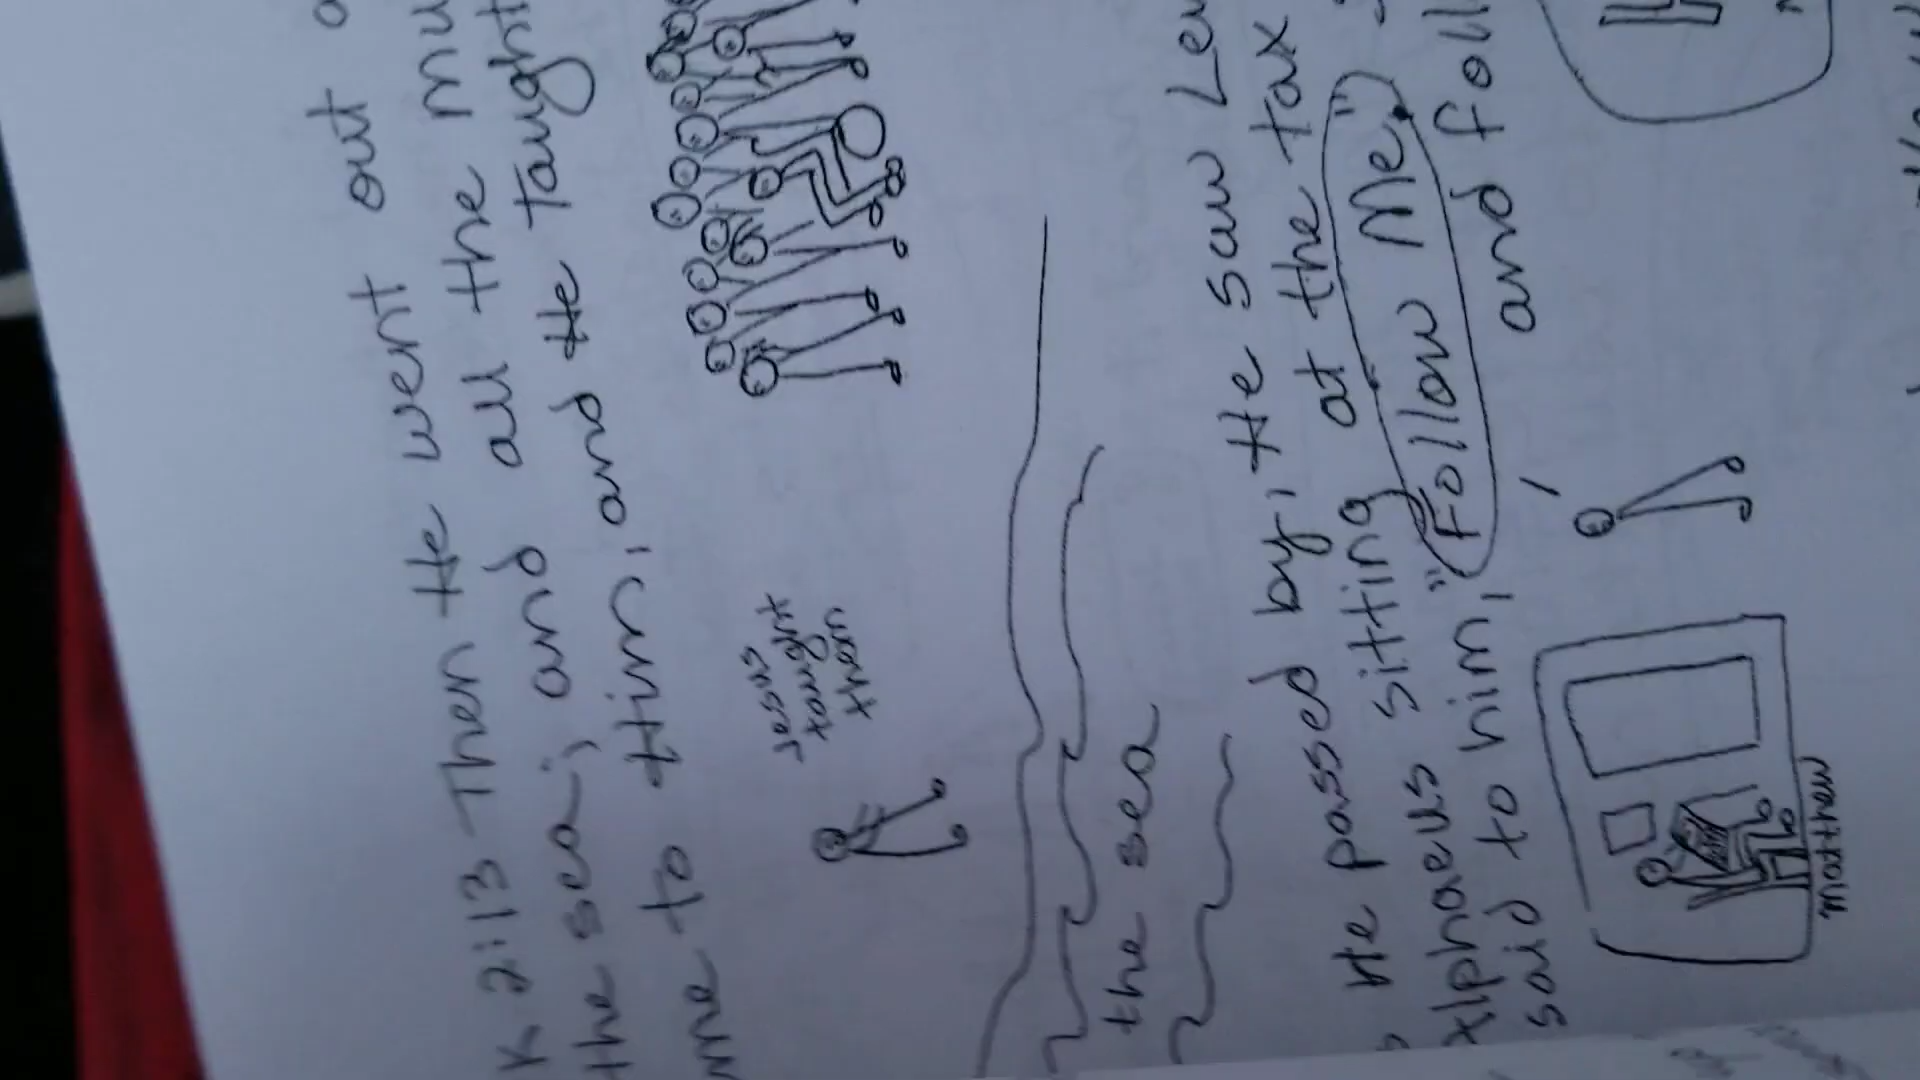 k 2:13 Then He went out
the sea; and all the mu
me to Him, and He Taught
Jesus
taught
them
the sea
He passed by, He saw Lev
Alphaeus sitting at the tax
said to him, "Follow Me."
and foll
matthew